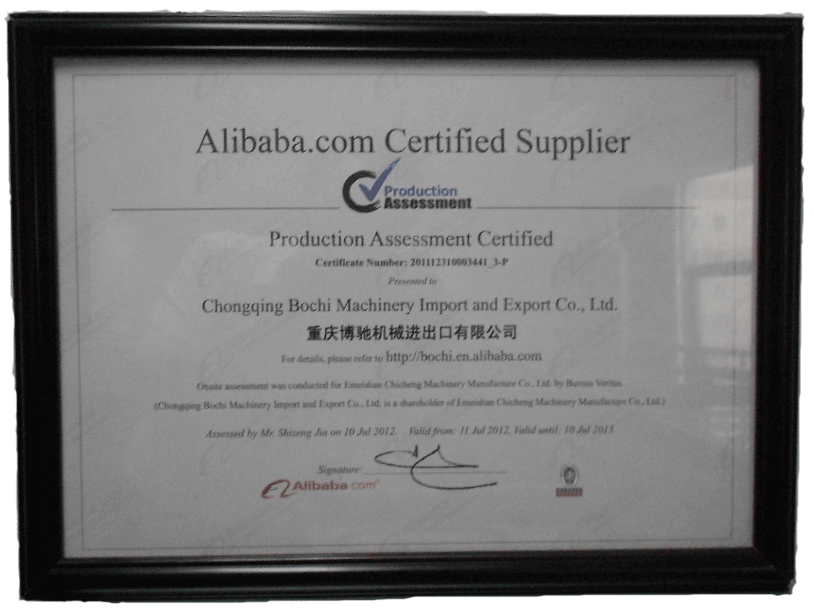 Alibaba.com Certified Supplier
Production
Assessment
Production Assessment Certified
Certificate Number: 201112310003441_3-P
Presented to
Chongqing Bochi Machinery Import and Export Co., Ltd.
重庆博驰机械进出口有限公司
For details, please refer to http://bochi.en.alibaba.com
Onsite assessment was conducted for Emeishan Chicheng Machinery Manufacture Co., Ltd. by Bureau Veritas.
(Chongqing Bochi Machinery Import and Export Co., Ltd. is a shareholder of Emeishan Chicheng Machinery Manufacture Co., Ltd.)
Assessed by Mr. Shizeng Jia on 10 Jul 2012. Valid from: 11 Jul 2012, Valid until: 10 Jul 2013.
Signature:
Alibaba.com